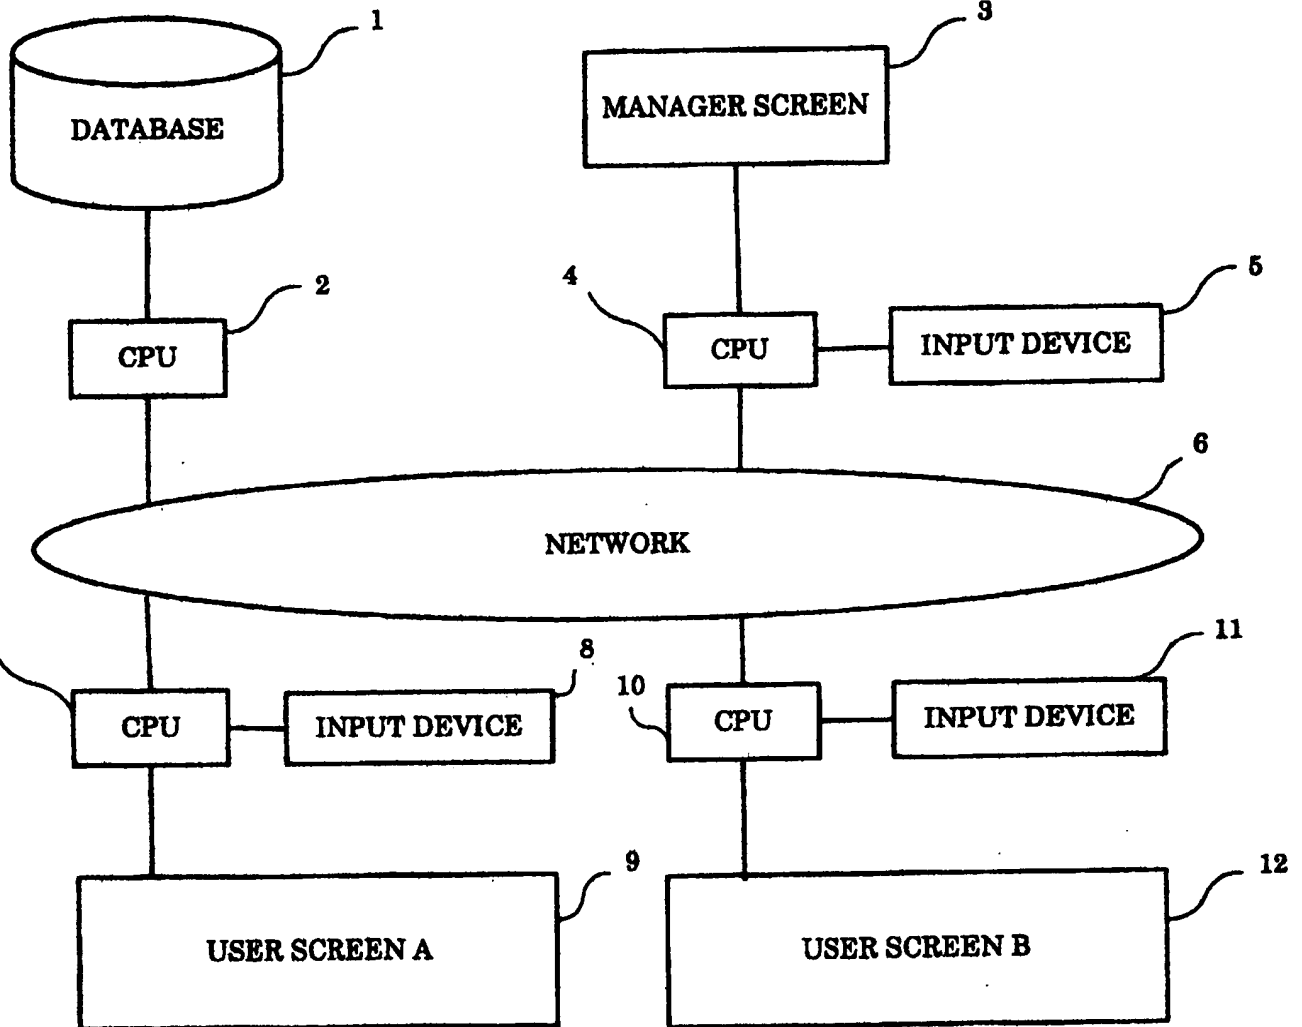 1
DATABASE
3
MANAGER SCREEN
2
CPU
4
CPU
5
INPUT DEVICE
6
NETWORK
CPU
8
INPUT DEVICE
10
CPU
11
INPUT DEVICE
9
USER SCREEN A
12
USER SCREEN B